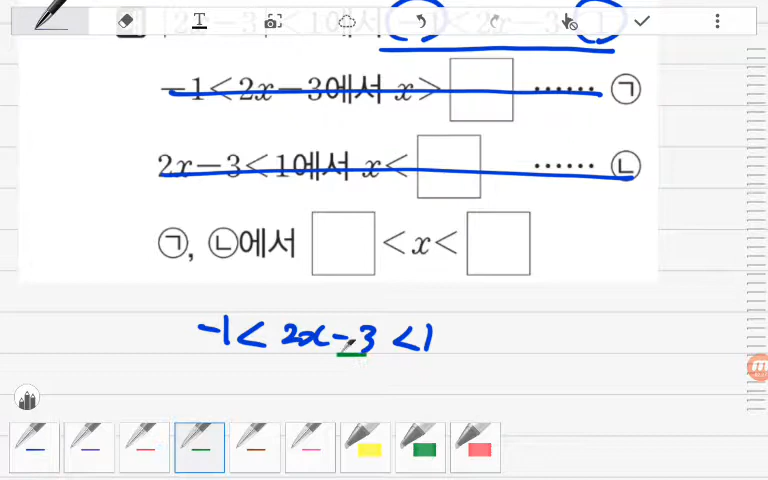 −1<2x−3에서 x> □ …… ㉠
2x−3<1에서 x< □ …… ㉡
㉠, ㉡에서 □ <x< □
-1< 2x-3 <1